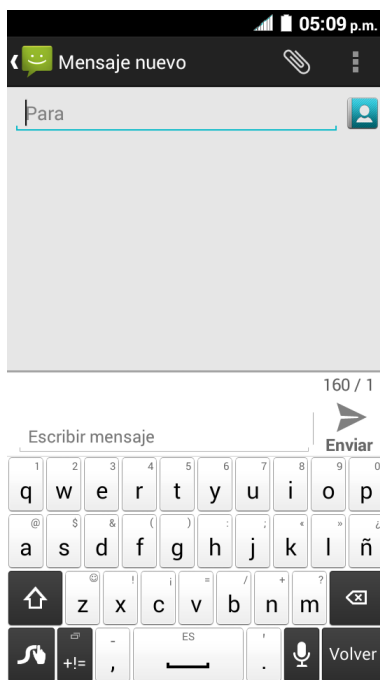 05:09 p.m.
Mensaje nuevo
Para
160 / 1
Escribir mensaje
Enviar
1 2 3 4 5 6 7 8 9 0
q w e r t y u i o p
@ $ & ( ) : ; « » ¿
a s d f g h j k l ñ
! ¡ = / + ?
z x c v b n m
- ES '
+!= , . Volver